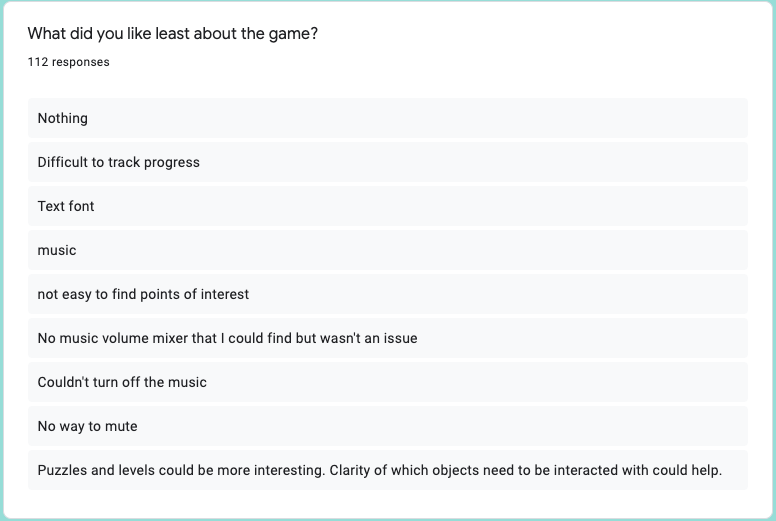 What did you like least about the game?
112 responses
Nothing
Difficult to track progress
Text font
music
not easy to find points of interest
No music volume mixer that I could find but wasn't an issue
Couldn't turn off the music
No way to mute
Puzzles and levels could be more interesting. Clarity of which objects need to be interacted with could help.